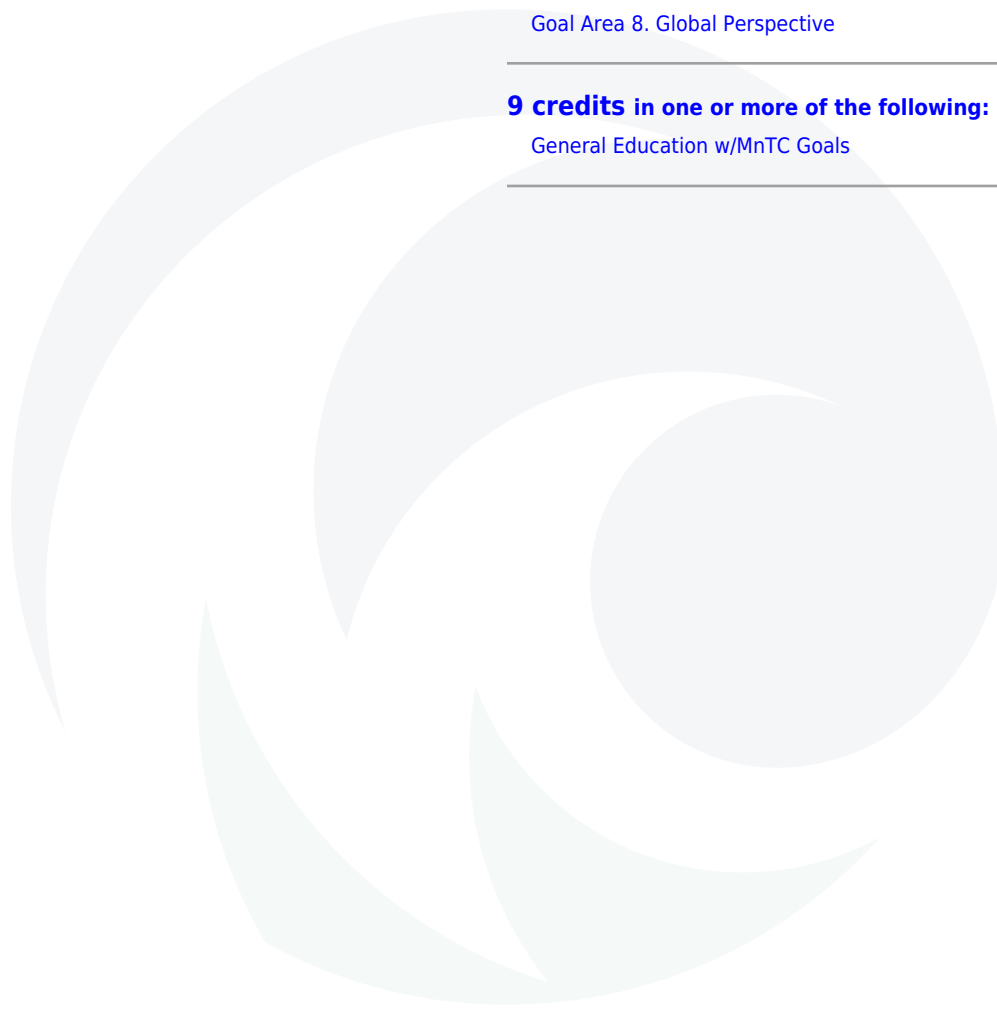 Goal Area 8. Global Perspective
9 credits in one or more of the following:
General Education w/MnTC Goals